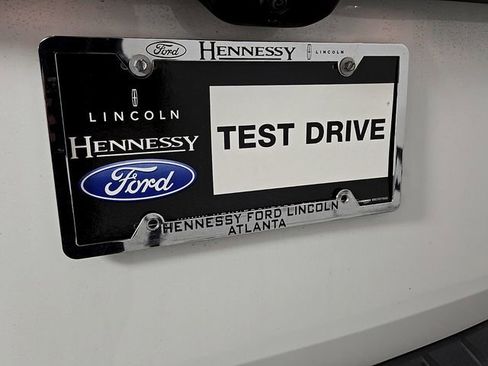 Ford HENNESSY LINCOLN
LINCOLN
HENNESSY
Ford
TEST DRIVE
HENNESSY FORD LINCOLN
ATLANTA